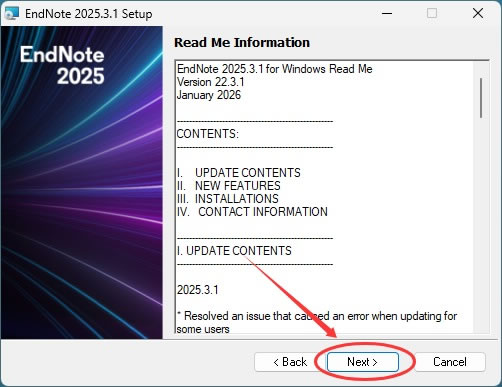 EndNote 2025.3.1 Setup
EndNote
2025
Read Me Information
EndNote 2025.3.1 for Windows Read Me
Version 22.3.1
January 2026
----------------------------------------------------
CONTENTS:
----------------------------------------------------
I. UPDATE CONTENTS
II. NEW FEATURES
III. INSTALLATIONS
IV. CONTACT INFORMATION
----------------------------------------------------
I. UPDATE CONTENTS
----------------------------------------------------
2025.3.1
* Resolved an issue that caused an error when updating for
some users
< Back
Next >
Cancel